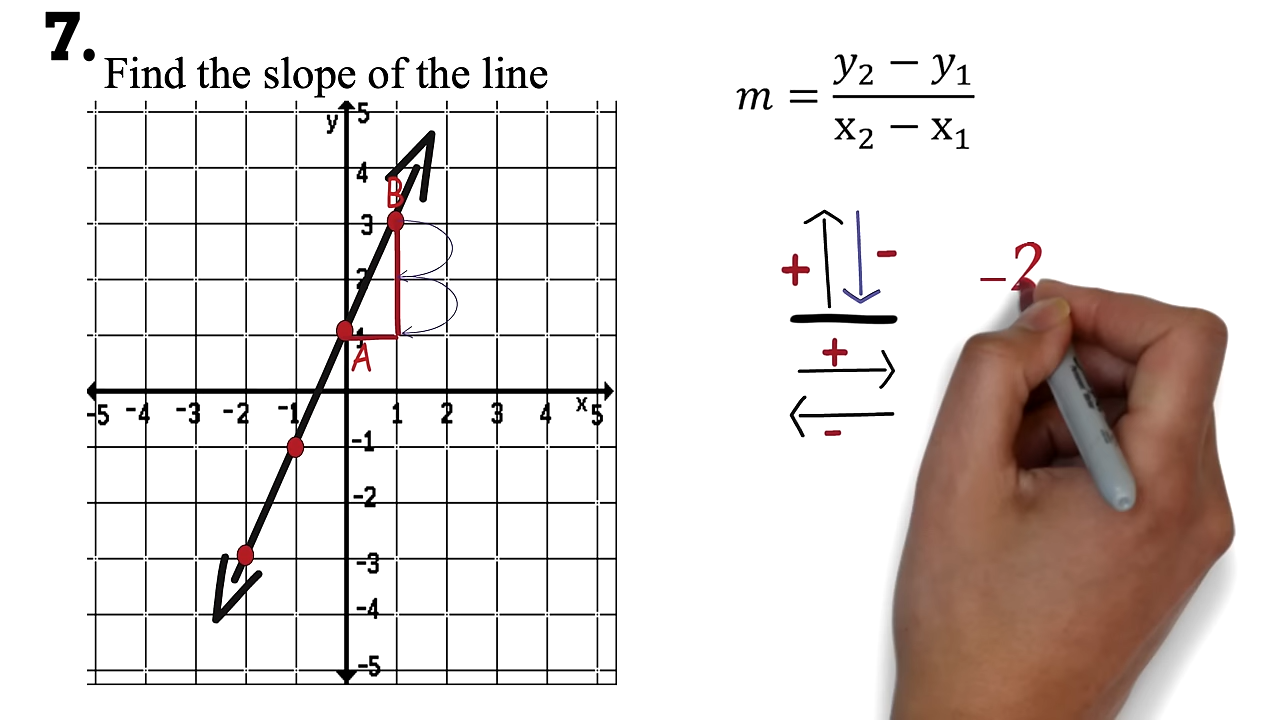 7.
Find the slope of the line
m = y₂ − y₁ / x₂ − x₁
y 5
4
B
3
2
1
A
-5 -4 -3 -2 -1 1 2 3 4 x 5
-1
-2
-3
-4
-5
+ -
+
-
−2